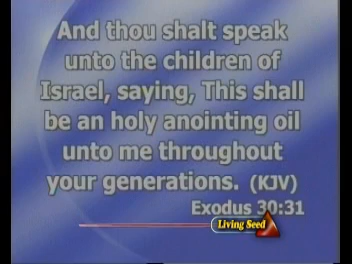 And thou shalt speak
unto the children of
Israel, saying, This shall
be an holy anointing oil
unto me throughout
your generations. (KJV)
Exodus 30:31
Living Seed